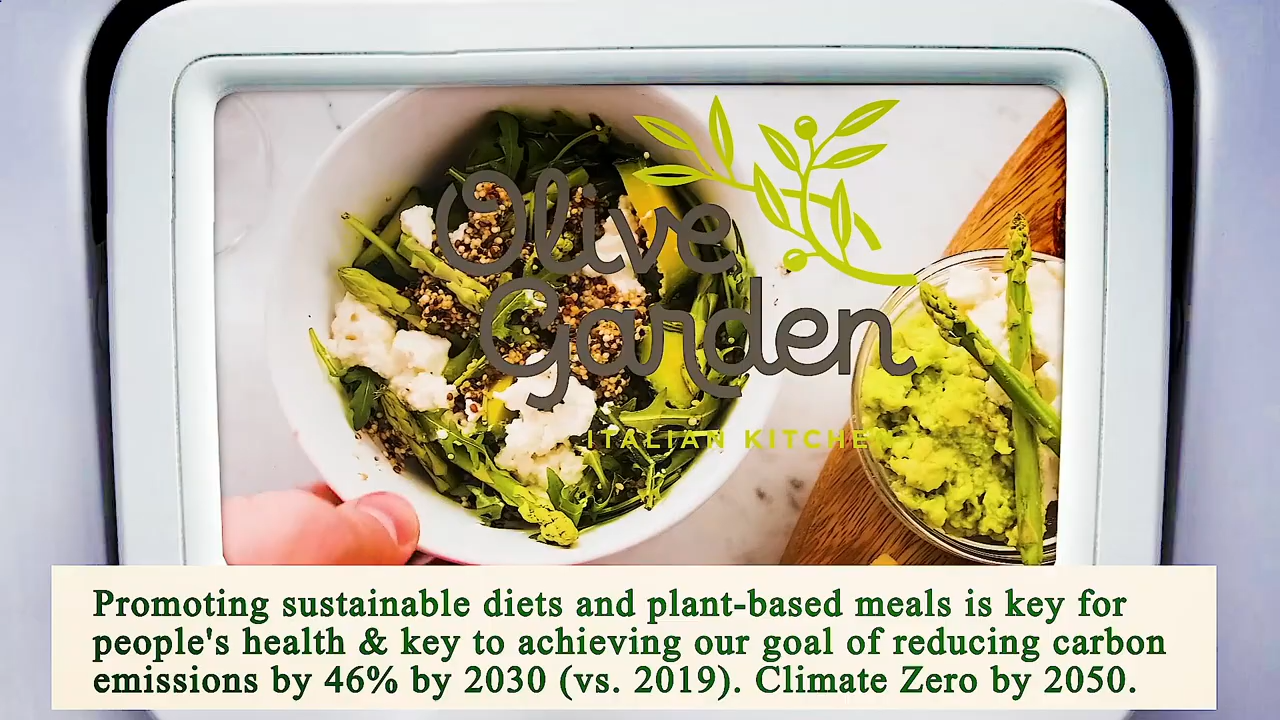 Olive
Garden
ITALIAN KITCHEN
Promoting sustainable diets and plant-based meals is key for
people's health & key to achieving our goal of reducing carbon
emissions by 46% by 2030 (vs. 2019). Climate Zero by 2050.